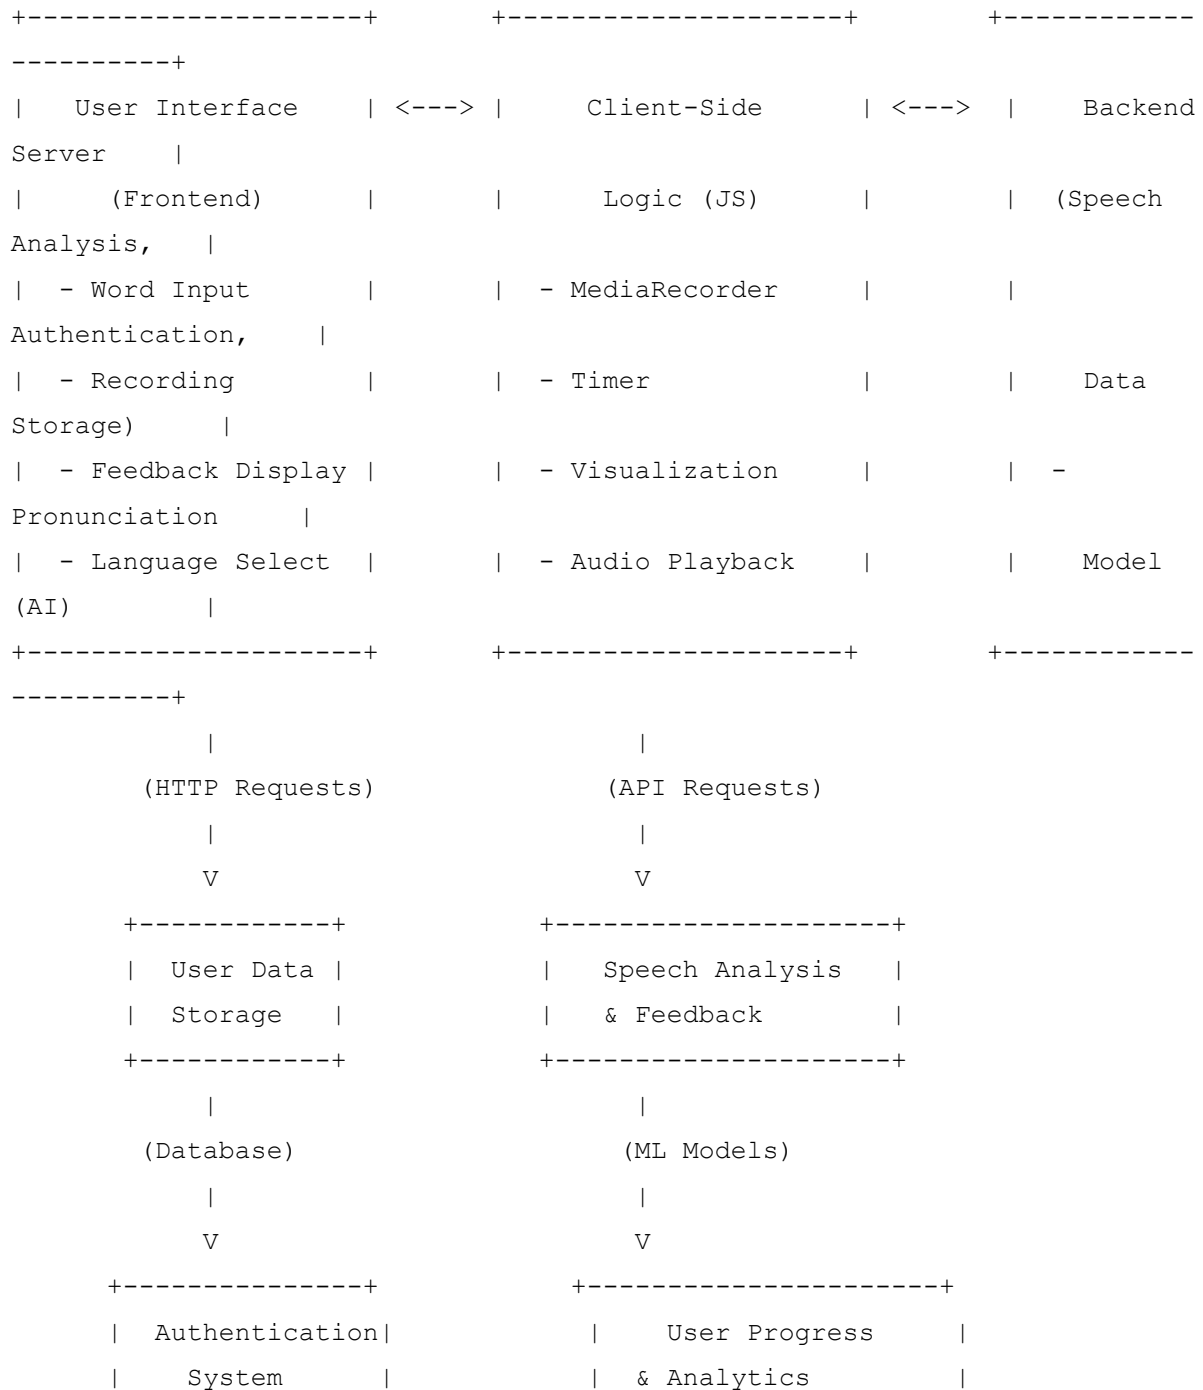 +---------------------+       +---------------------+        +------------
----------+
|   User Interface    | <---> |     Client-Side      | <--->  |    Backend
Server    |
|     (Frontend)      |       |      Logic (JS)      |        |  (Speech
Analysis,   |
|  - Word Input       |       |  - MediaRecorder     |        |
Authentication,    |
|  - Recording        |       |  - Timer             |        |    Data
Storage)     |
|  - Feedback Display |       |  - Visualization     |        |  -
Pronunciation     |
|  - Language Select  |       |  - Audio Playback    |        |    Model
(AI)       |
+---------------------+       +---------------------+        +------------
----------+
            |                          |
        (HTTP Requests)              (API Requests)
            |                          |
            V                          V
       +------------+            +---------------------+
       |  User Data |            |   Speech Analysis   |
       |  Storage   |            |   & Feedback        |
       +------------+            +---------------------+
            |                          |
        (Database)                    (ML Models)
            |                          |
            V                          V
      +---------------+            +----------------------+
      |  Authentication|            |    User Progress     |
      |    System      |            |  & Analytics         |